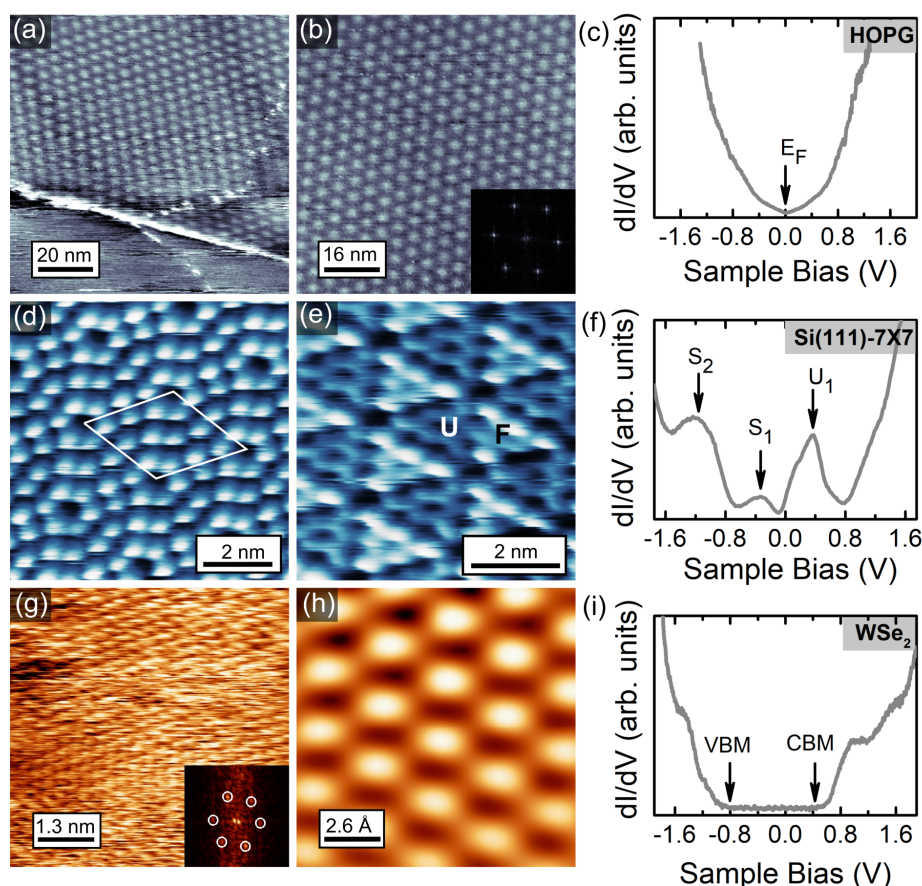 (a)
20 nm
(b)
16 nm
(c)
HOPG
dI/dV (arb. units)
E_F
-1.6 -0.8 0.0 0.8 1.6
Sample Bias (V)
(d)
2 nm
(e)
U
F
2 nm
(f)
Si(111)-7X7
dI/dV (arb. units)
S_2
S_1
U_1
-1.6 -0.8 0.0 0.8 1.6
Sample Bias (V)
(g)
1.3 nm
(h)
2.6 Å
(i)
WSe_2
dI/dV (arb. units)
VBM
CBM
-1.6 -0.8 0.0 0.8 1.6
Sample Bias (V)